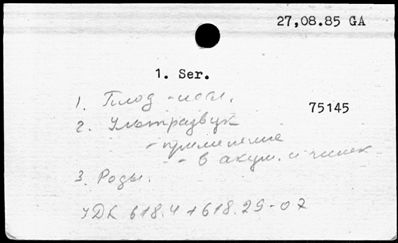 27,08.85 GA
1. Ser.
1. Плод - иссл.
75145
2. Ультразвук
- применение
- в акуш. и гинек.
3. Роды.
УДК 618.4+618.29-07